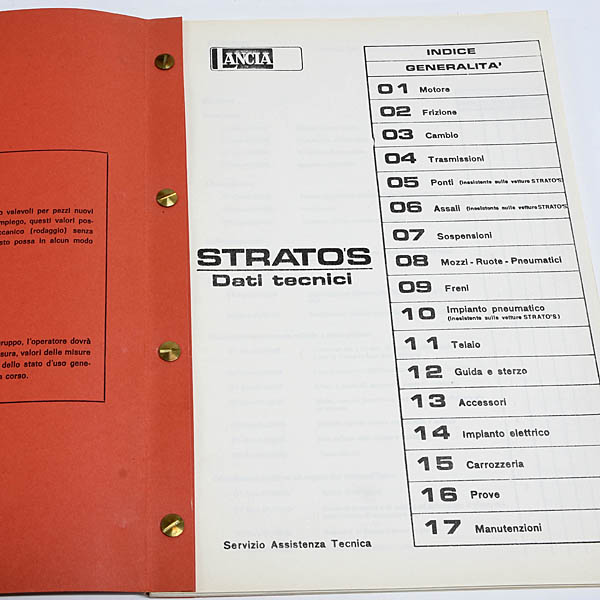 o valevoli per pezzi nuovi
mpiego, questi valori pos-
ccanico (rodaggio) senza
sto possa in alcun modo
gruppo, l'operatore dovrà
sura, valori delle misure
dello stato d'uso gene-
a corso.
LANCIA
STRATO'S
Dati tecnici
Servizio Assistenza Tecnica
INDICE
GENERALITA'
01 Motore
02 Frizione
03 Cambio
04 Trasmissioni
05 Ponti (inesistente sulle vetture STRATO'S)
06 Assali (inesistente sulle vetture STRATO'S)
07 Sospensioni
08 Mozzi - Ruote - Pneumatici
09 Freni
10 Impianto pneumatico
(inesistente sulle vetture STRATO'S)
11 Telaio
12 Guida e sterzo
13 Accessori
14 Impianto elettrico
15 Carrozzeria
16 Prove
17 Manutenzioni